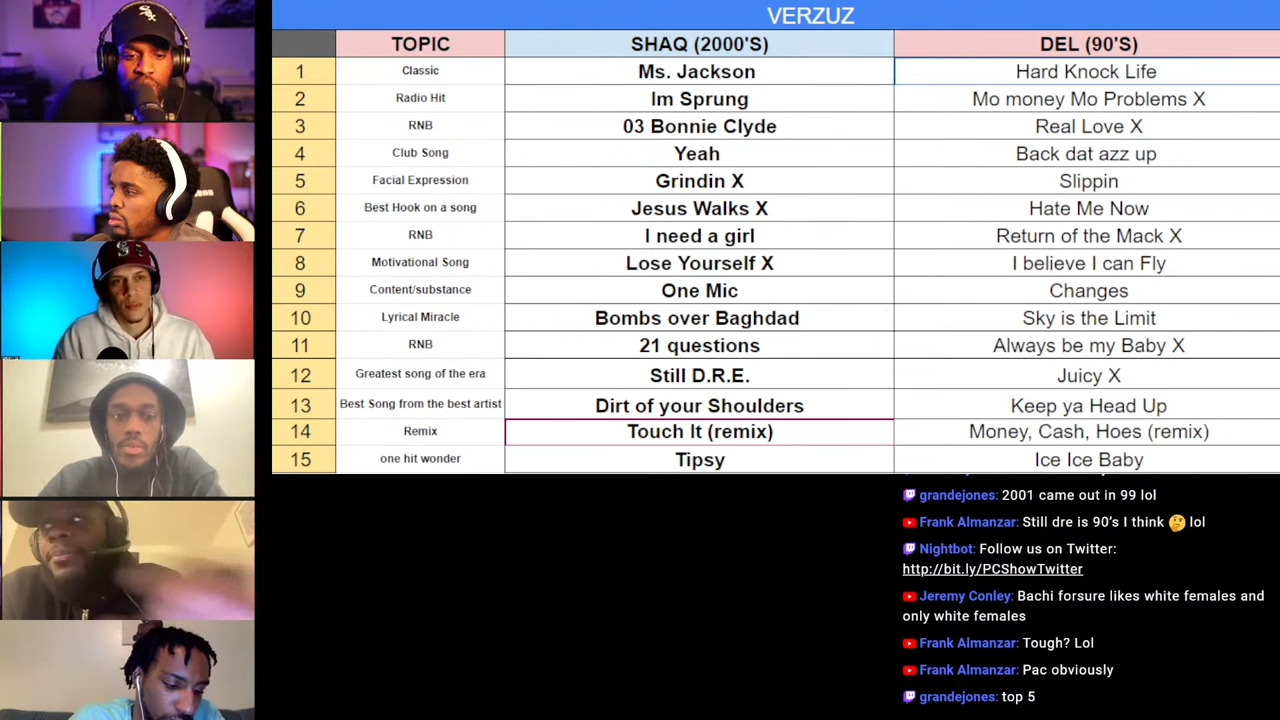 VERZUZ
TOPIC SHAQ (2000'S) DEL (90'S)
1 Classic Ms. Jackson Hard Knock Life
2 Radio Hit Im Sprung Mo money Mo Problems X
3 RNB 03 Bonnie Clyde Real Love X
4 Club Song Yeah Back dat azz up
5 Facial Expression Grindin X Slippin
6 Best Hook on a song Jesus Walks X Hate Me Now
7 RNB I need a girl Return of the Mack X
8 Motivational Song Lose Yourself X I believe I can Fly
9 Content/substance One Mic Changes
10 Lyrical Miracle Bombs over Baghdad Sky is the Limit
11 RNB 21 questions Always be my Baby X
12 Greatest song of the era Still D.R.E. Juicy X
13 Best Song from the best artist Dirt of your Shoulders Keep ya Head Up
14 Remix Touch It (remix) Money, Cash, Hoes (remix)
15 one hit wonder Tipsy Ice Ice Baby
grandejones: 2001 came out in 99 lol
Frank Almanzar: Still dre is 90's I think 🤔 lol
Nightbot: Follow us on Twitter:
http://bit.ly/PCShowTwitter
Jeremy Conley: Bachi forsure likes white females and
only white females
Frank Almanzar: Tough? Lol
Frank Almanzar: Pac obviously
grandejones: top 5